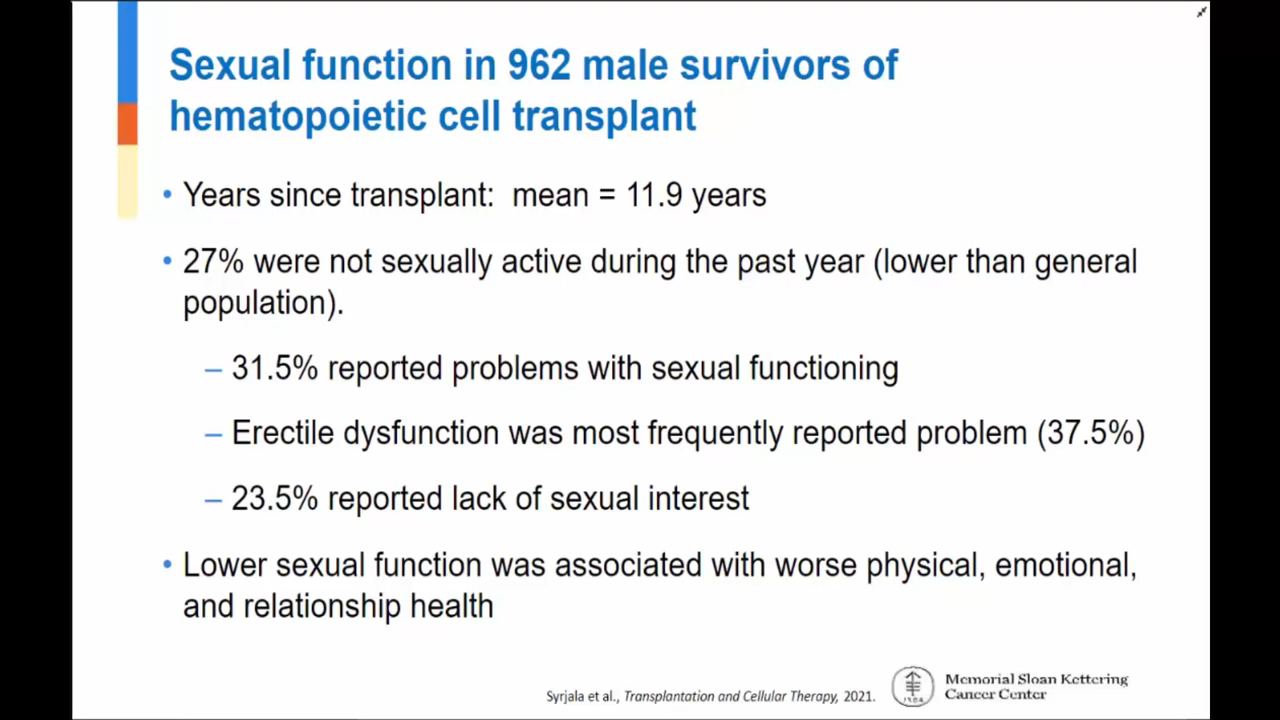 Sexual function in 962 male survivors of
hematopoietic cell transplant
• Years since transplant:  mean = 11.9 years
• 27% were not sexually active during the past year (lower than general
population).
– 31.5% reported problems with sexual functioning
– Erectile dysfunction was most frequently reported problem (37.5%)
– 23.5% reported lack of sexual interest
• Lower sexual function was associated with worse physical, emotional,
and relationship health
Syrjala et al., Transplantation and Cellular Therapy, 2021.
Memorial Sloan Kettering
Cancer Center